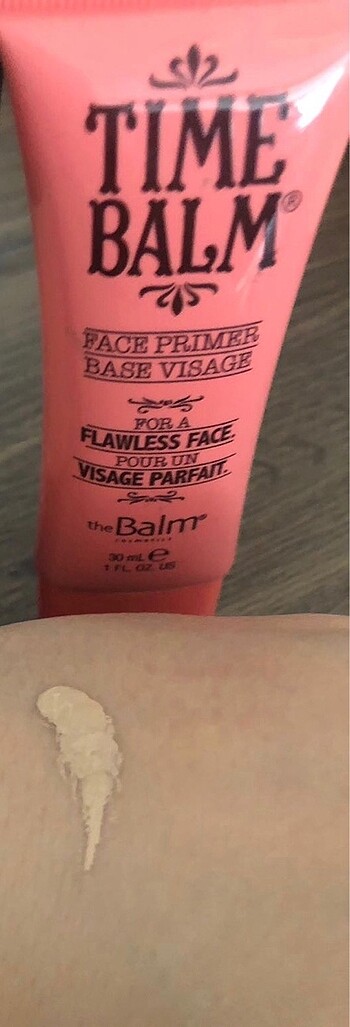 TIME
BALM®
FACE PRIMER
BASE VISAGE
FOR A
FLAWLESS FACE.
POUR UN
VISAGE PARFAIT.
theBalm®
COSMETICS
30 mL e
1 FL. OZ. US